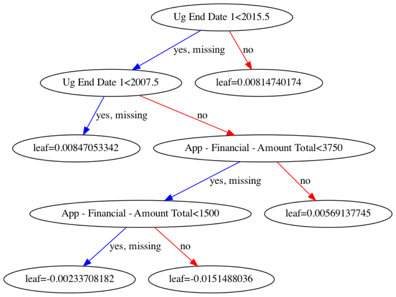 Ug End Date 1<2015.5
yes, missing
no
Ug End Date 1<2007.5
leaf=0.00814740174
yes, missing
no
leaf=0.00847053342
App - Financial - Amount Total<3750
yes, missing
no
App - Financial - Amount Total<1500
leaf=0.00569137745
yes, missing
no
leaf=-0.00233708182
leaf=-0.0151488036